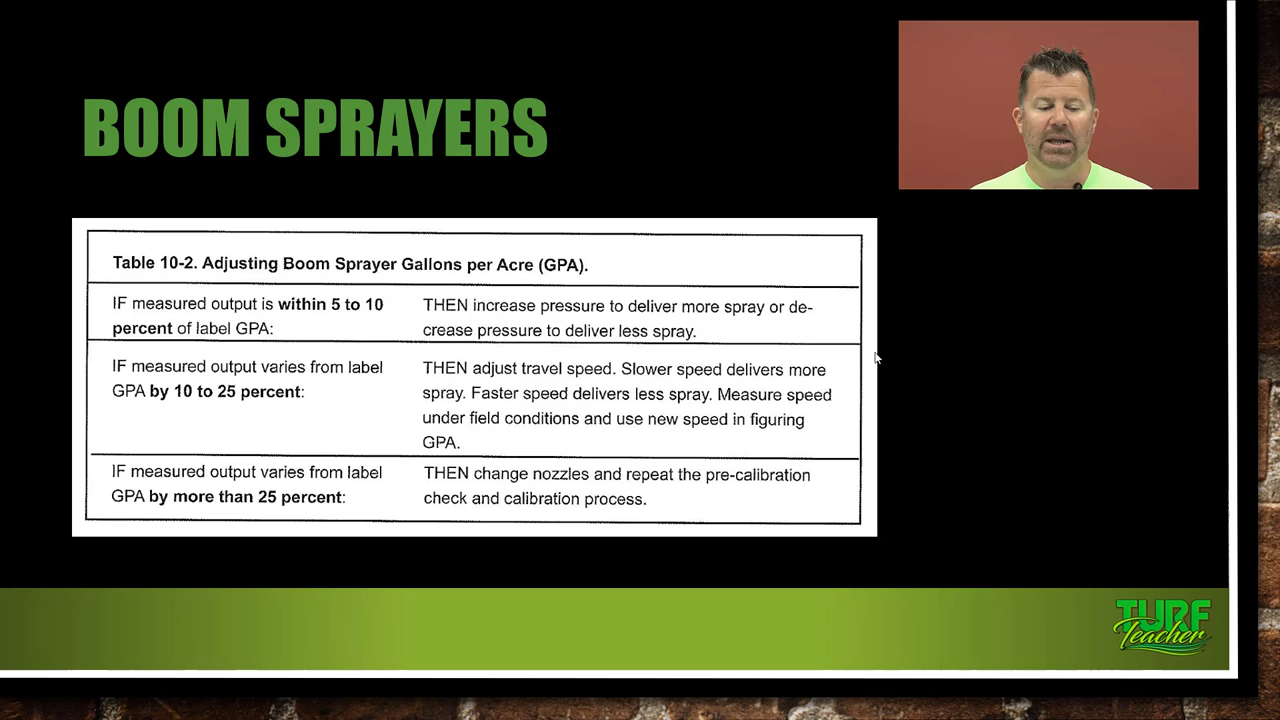 BOOM SPRAYERS
Table 10-2. Adjusting Boom Sprayer Gallons per Acre (GPA).
IF measured output is within 5 to 10
percent of label GPA:
THEN increase pressure to deliver more spray or de-
crease pressure to deliver less spray.
IF measured output varies from label
GPA by 10 to 25 percent:
THEN adjust travel speed. Slower speed delivers more
spray. Faster speed delivers less spray. Measure speed
under field conditions and use new speed in figuring
GPA.
IF measured output varies from label
GPA by more than 25 percent:
THEN change nozzles and repeat the pre-calibration
check and calibration process.
TURF
Teacher